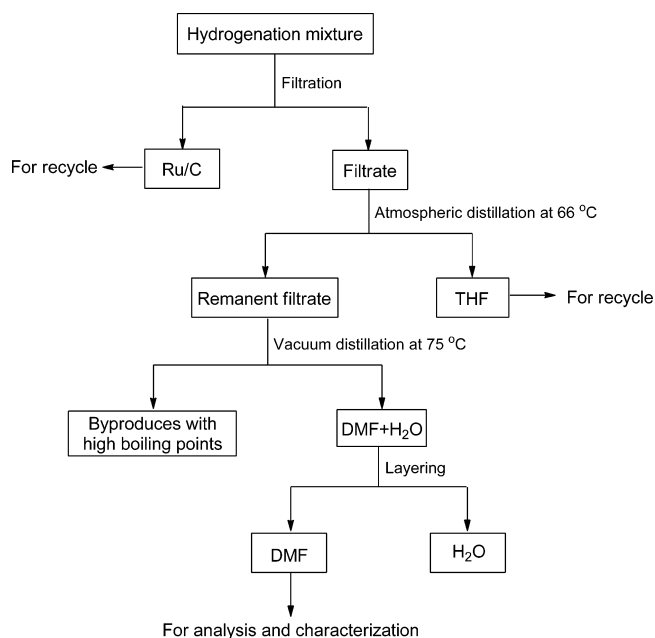 Hydrogenation mixture
Filtration
For recycle
Ru/C
Filtrate
Atmospheric distillation at 66 °C
Remanent filtrate
THF
For recycle
Vacuum distillation at 75 °C
Byproduces with
high boiling points
DMF+H₂O
Layering
DMF
H₂O
For analysis and characterization